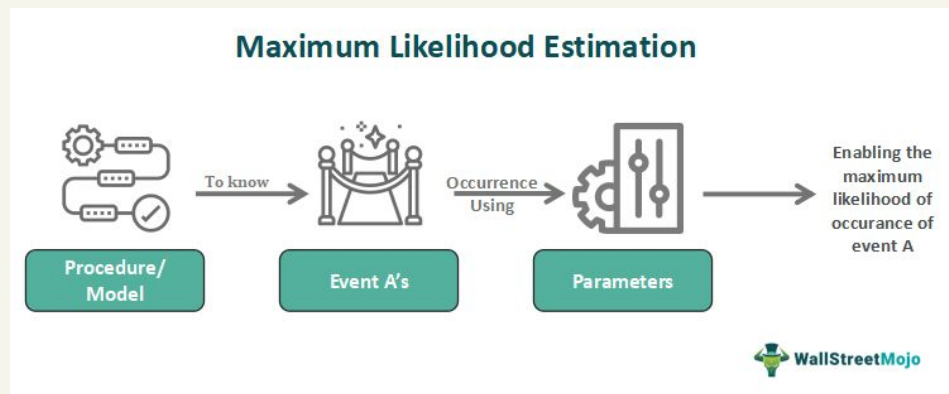 Maximum Likelihood Estimation
To know
Occurrence
Using
Enabling the
maximum
likelihood of
occurance of
event A
Procedure/
Model
Event A's
Parameters
WallStreetMojo